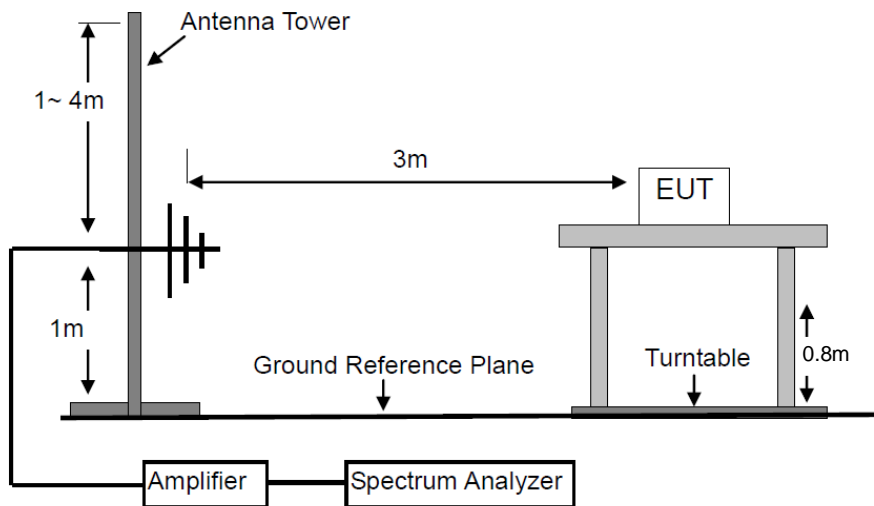 Antenna Tower
1~ 4m
3m
EUT
1m
0.8m
Ground Reference Plane
Turntable
Amplifier
Spectrum Analyzer